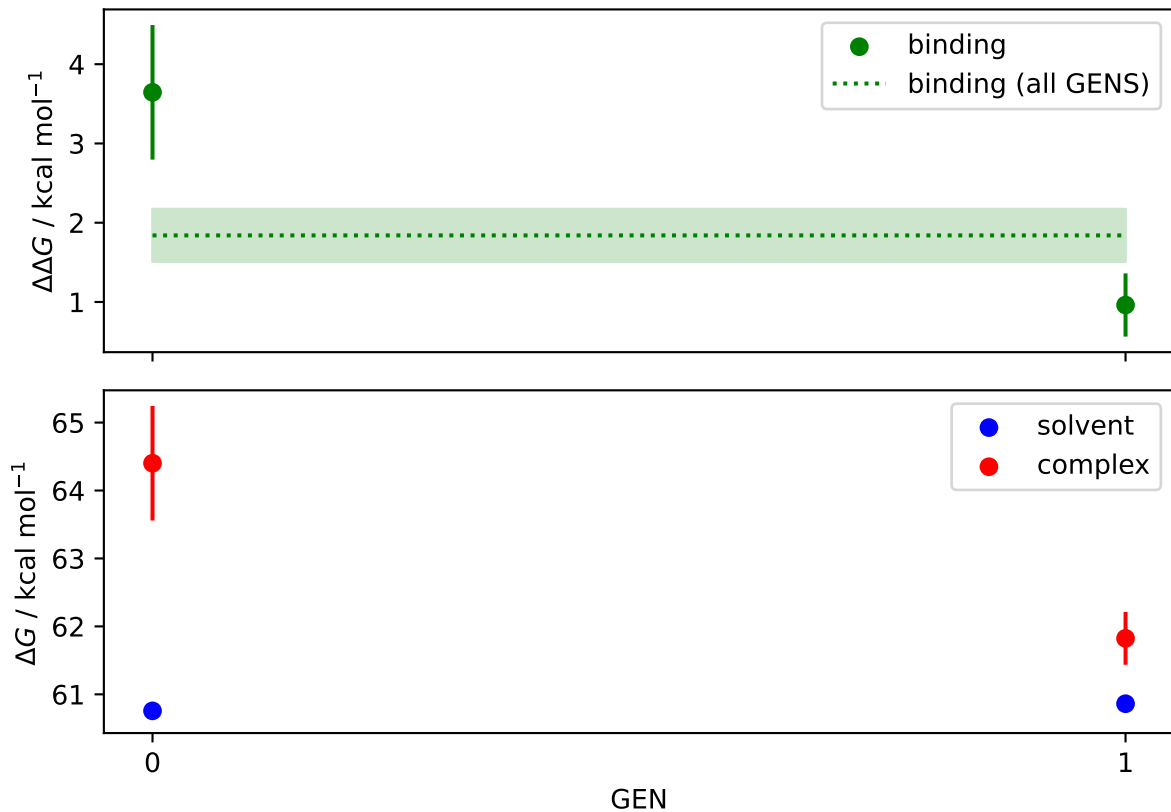 binding
binding (all GENS)
4
3
2
1
ΔΔG / kcal mol⁻¹
solvent
complex
65
64
63
62
61
ΔG / kcal mol⁻¹
0
1
GEN